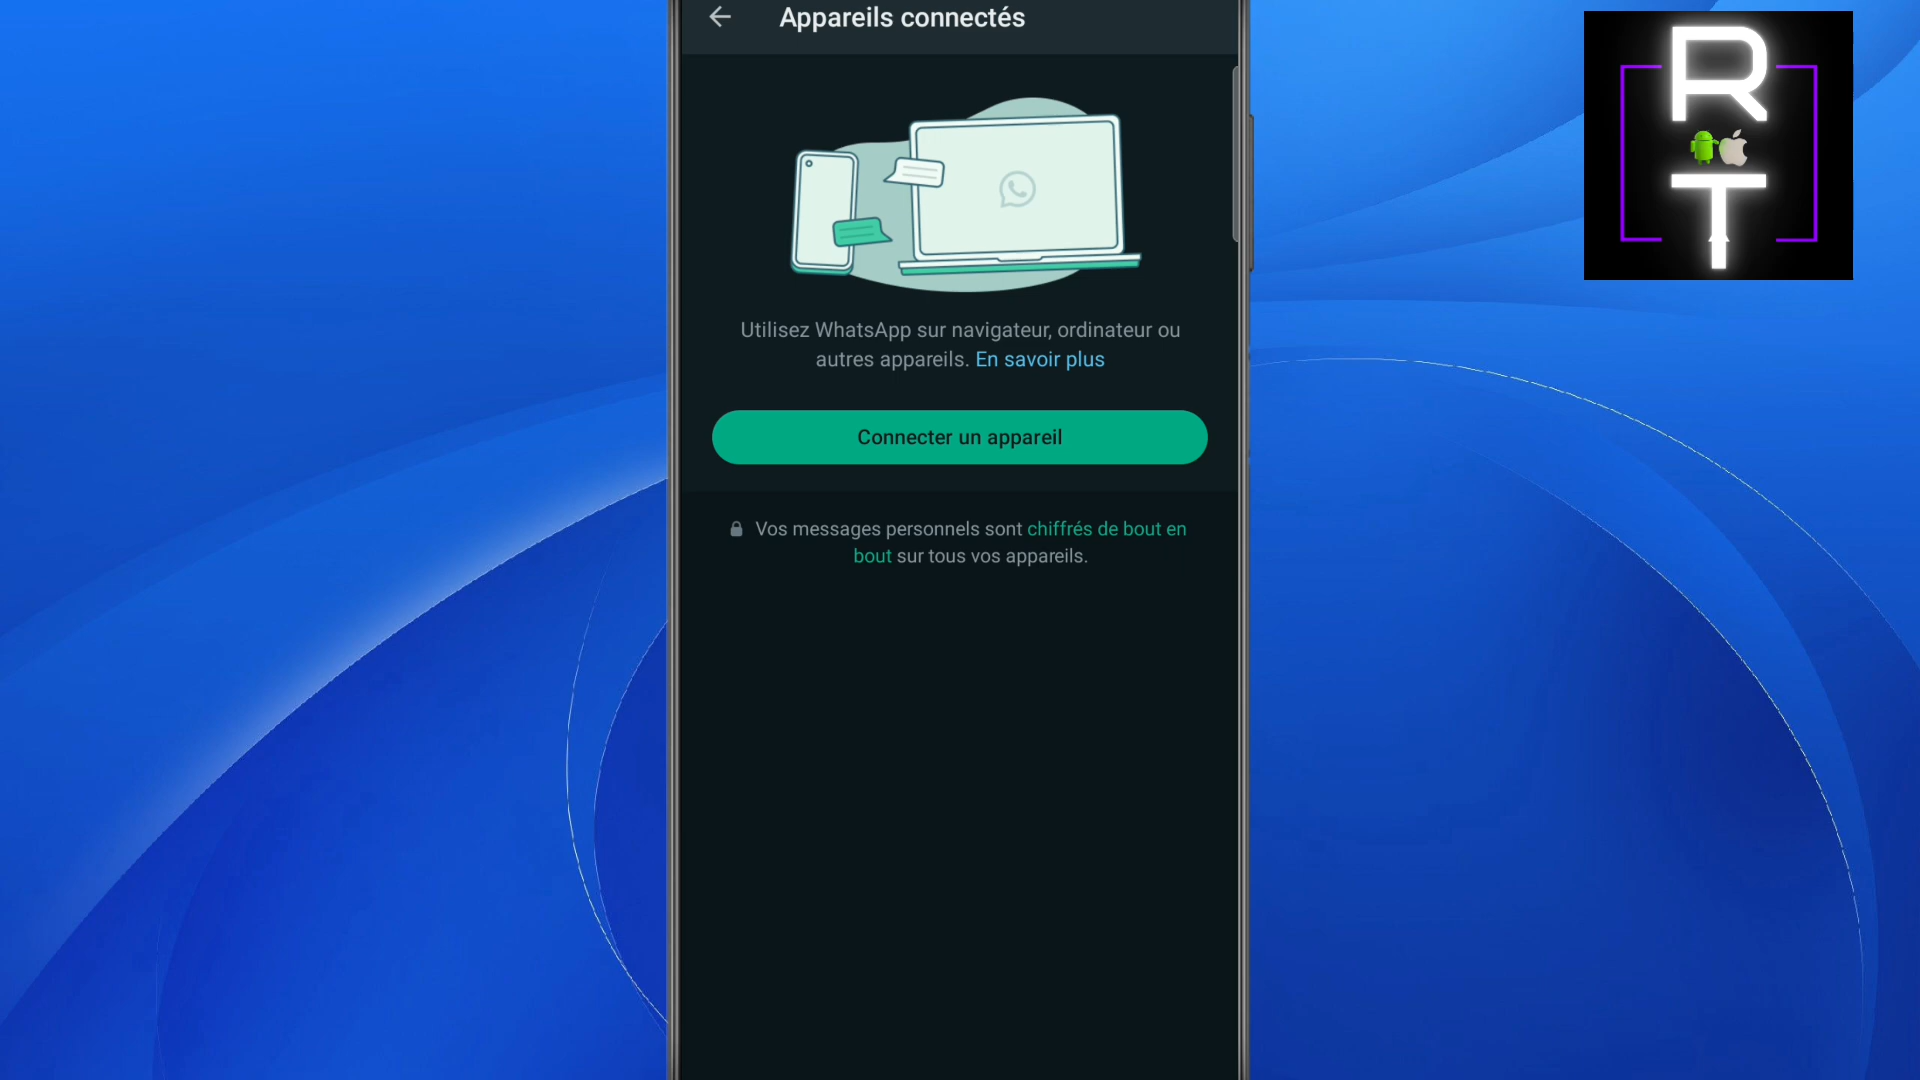 Appareils connectés
R
T
Utilisez WhatsApp sur navigateur, ordinateur ou
autres appareils. En savoir plus
Connecter un appareil
Vos messages personnels sont chiffrés de bout en
bout sur tous vos appareils.